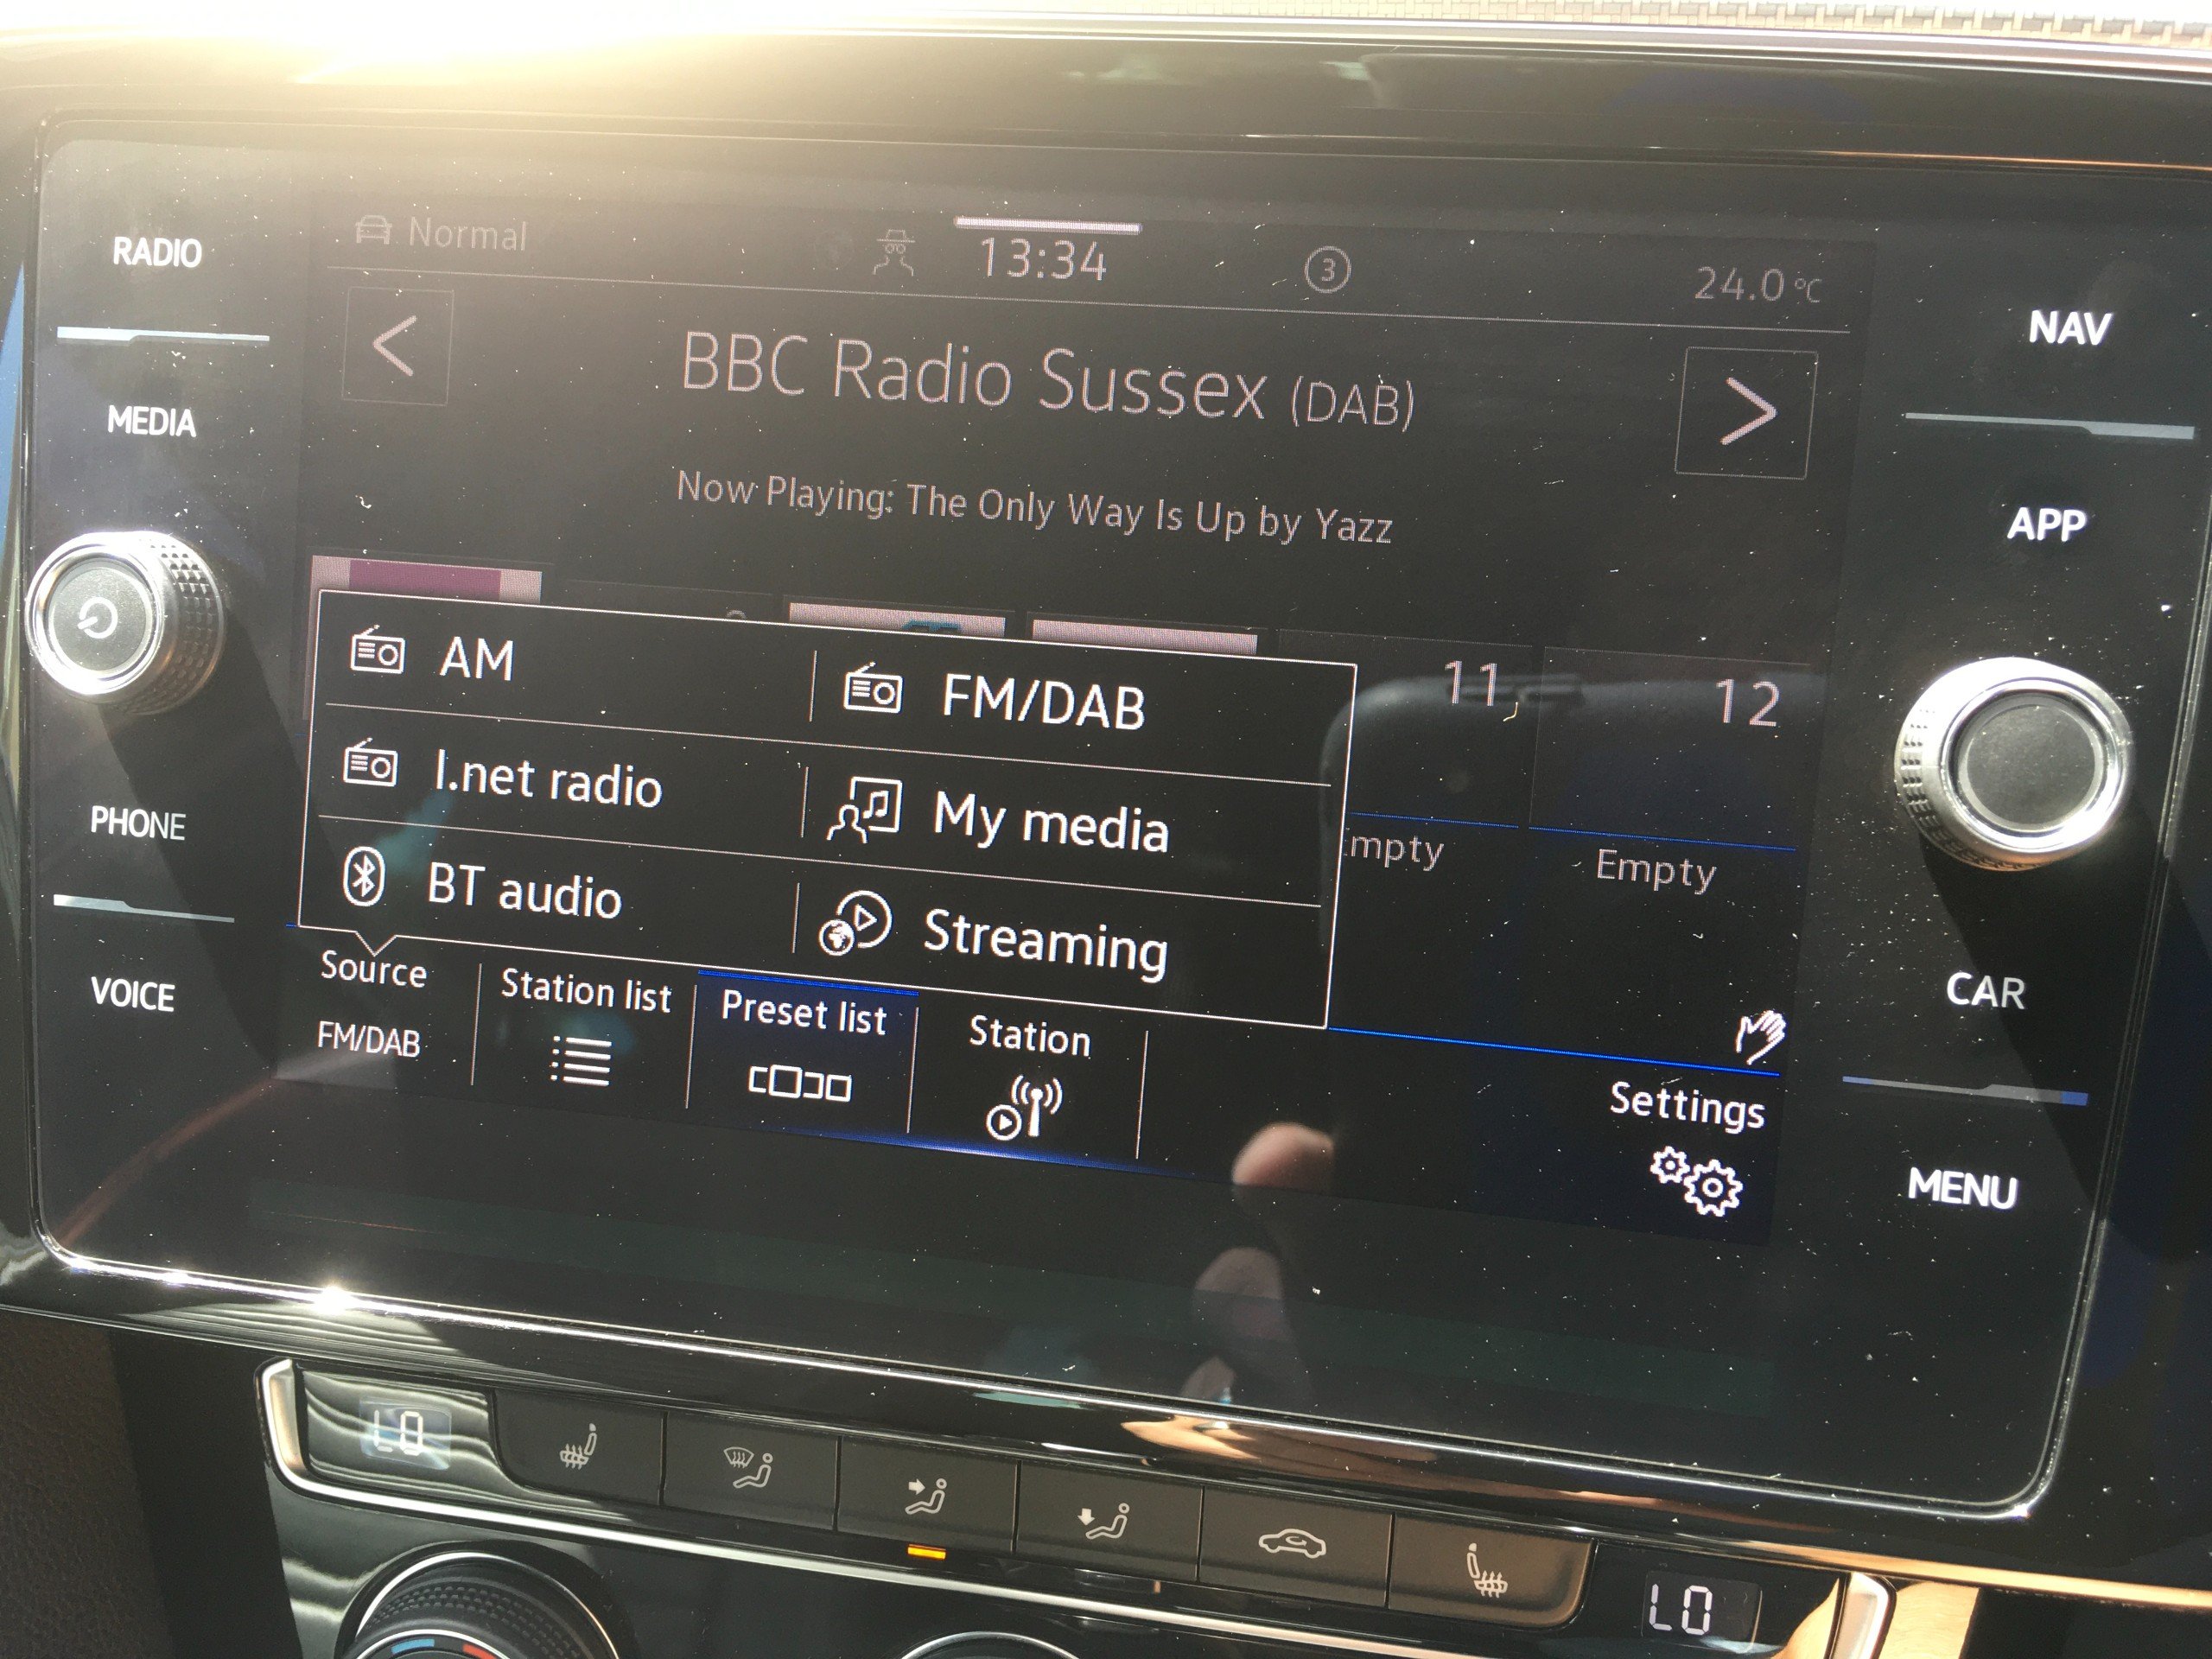 RADIO
MEDIA
PHONE
VOICE
Normal
13:34
3
24.0 °C
<
BBC Radio Sussex (DAB)
>
Now Playing: The Only Way Is Up by Yazz
AM
FM/DAB
I.net radio
My media
BT audio
Streaming
11
12
mpty
Empty
Source
FM/DAB
Station list
Preset list
Station
Settings
NAV
APP
CAR
MENU
LO
LO